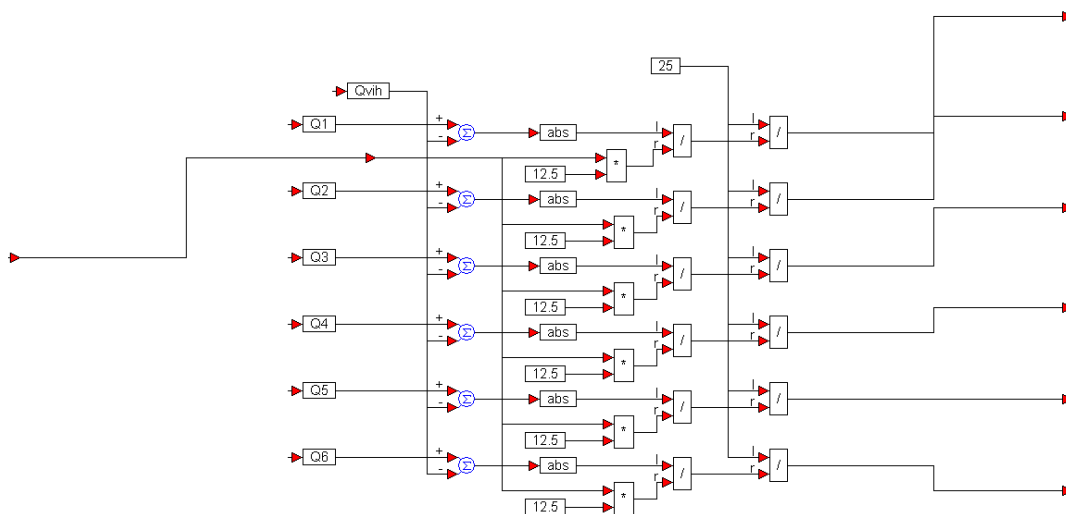 25
Qvih
Q1 + - Σ abs l r / l r /
12.5 *
Q2 + - Σ abs l r / l r /
12.5 *
Q3 + - Σ abs l r / l r /
12.5 *
Q4 + - Σ abs l r / l r /
12.5 *
Q5 + - Σ abs l r / l r /
12.5 *
Q6 + - Σ abs l r / l r /
12.5 *